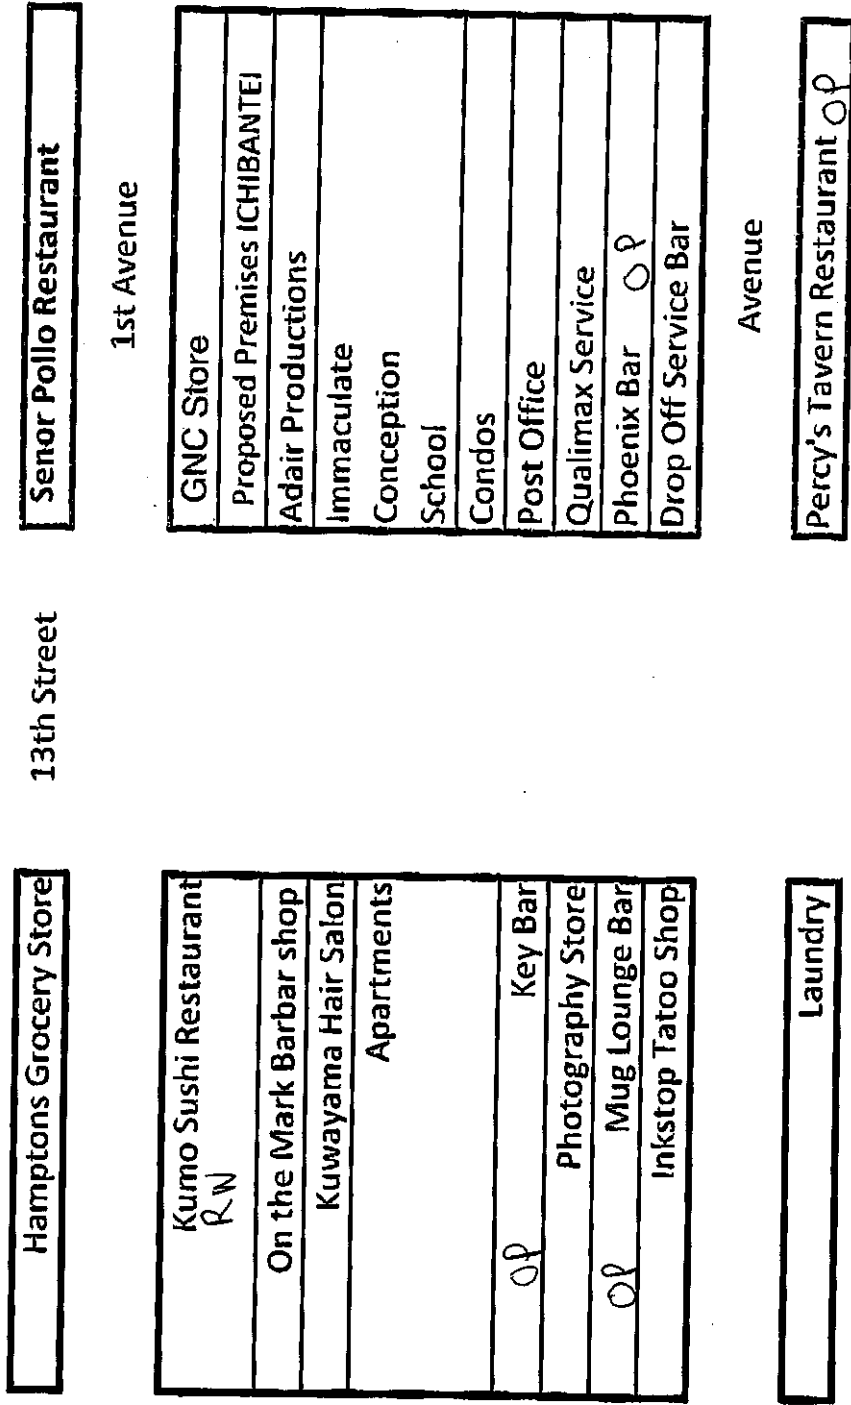 Senor Pollo Restaurant
1st Avenue
GNC Store
Proposed Premises ICHIBANTEI
Adair Productions
Immaculate
Conception
School
Condos
Post Office
Qualimax Service
Phoenix Bar OP
Drop Off Service Bar
Avenue
Percy's Tavern Restaurant OP
13th Street
Hamptons Grocery Store
Kumo Sushi Restaurant
RW
On the Mark Barbar shop
Kuwayama Hair Salon
Apartments
OP Key Bar
Photography Store
OP Mug Lounge Bar
Inkstop Tatoo Shop
Laundry